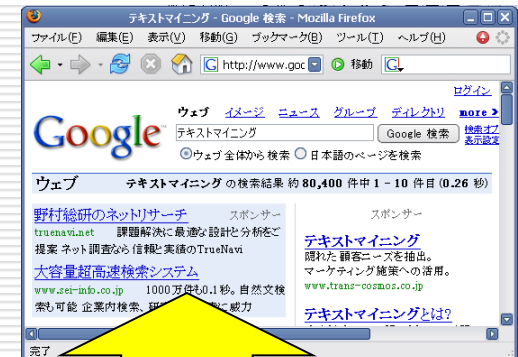 テキストマイニング - Google 検索 - Mozilla Firefox
ファイル(F) 編集(E) 表示(V) 移動(G) ブックマーク(B) ツール(T) ヘルプ(H)
G http://www.goc 移動 G
ログイン
ウェブ イメージ ニュース グループ ディレクトリ more >
Google テキストマイニング Google 検索 検索オプ
表示設定
ウェブ全体から検索 日本語のページを検索
ウェブ テキストマイニング の検索結果 約 80,400 件中 1 - 10 件目 (0.26 秒)
野村総研のネットリサーチ スポンサー
truenavi.net 課題解決に最適な設計と分析をご
提案 ネット調査なら信頼と実績のTrueNavi
大容量超高速検索システム
www.sei-info.co.jp 1000万件も0.1秒。自然文検
索も可能 企業内検索、 に威力
スポンサー
テキストマイニング
隠れた顧客ニーズを抽出。
マーケティング施策への活用。
www.trans-cosmos.co.jp
テキストマイニングとは?
完了